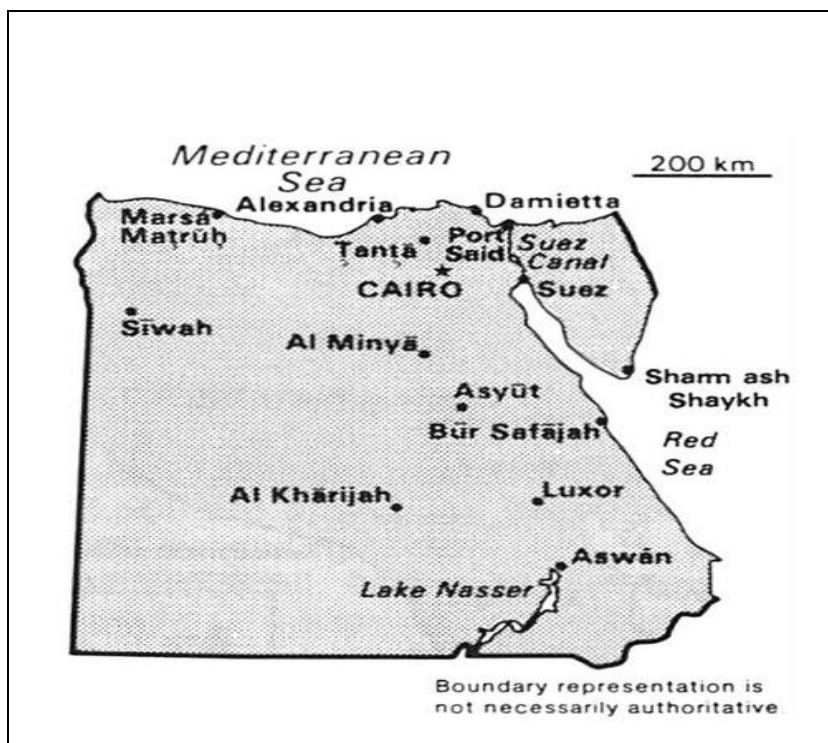 Mediterranean
Sea
200 km
Marsá
Maţrūḩ
Alexandria
Damietta
Ţanţā
Port
Said
Suez
Canal
CAIRO
Suez
Sīwah
Al Minyā
Asyūt
Sharm ash
Shaykh
Būr Safājah
Red
Sea
Al Khārijah
Luxor
Aswān
Lake Nasser
Boundary representation is
not necessarily authoritative